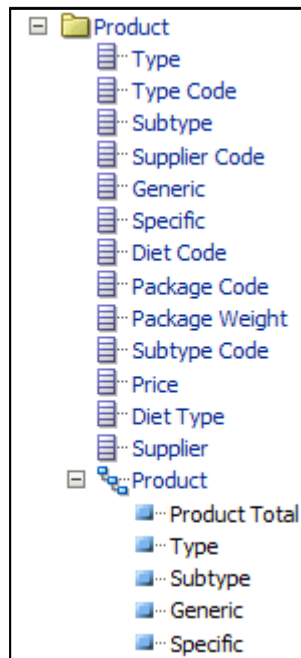 Product
Type
Type Code
Subtype
Supplier Code
Generic
Specific
Diet Code
Package Code
Package Weight
Subtype Code
Price
Diet Type
Supplier
Product
Product Total
Type
Subtype
Generic
Specific